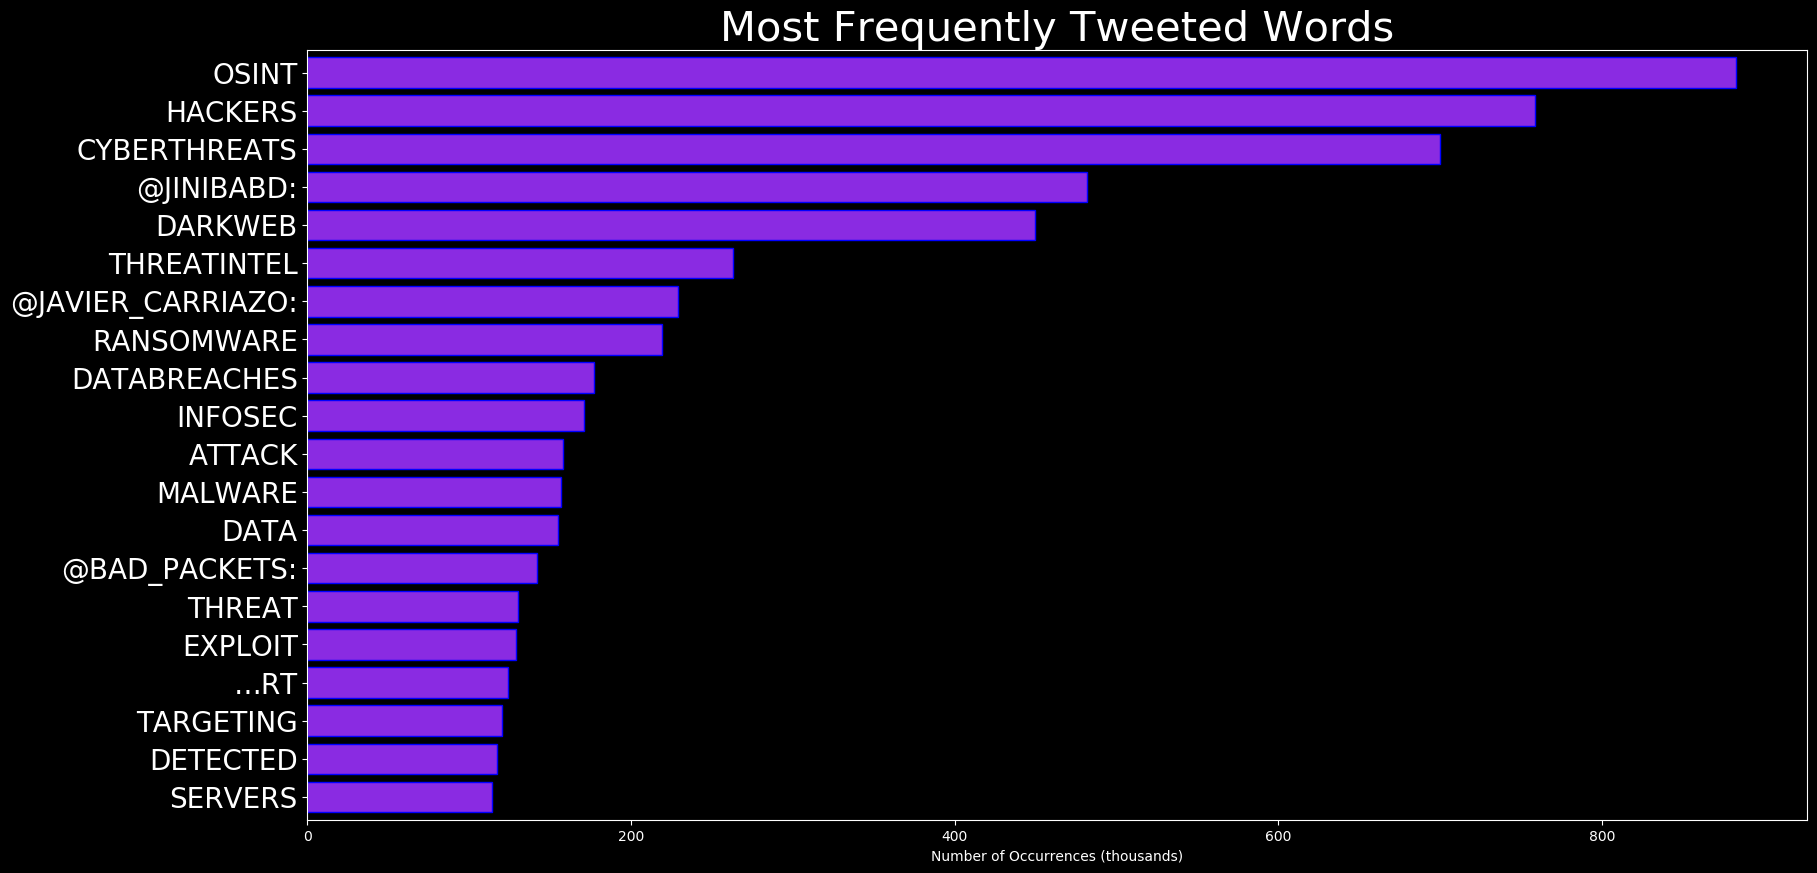 Most Frequently Tweeted Words
OSINT
HACKERS
CYBERTHREATS
@JINIBABD:
DARKWEB
THREATINTEL
@JAVIER_CARRIAZO:
RANSOMWARE
DATABREACHES
INFOSEC
ATTACK
MALWARE
DATA
@BAD_PACKETS:
THREAT
EXPLOIT
…RT
TARGETING
DETECTED
SERVERS
0 200 400 600 800
Number of Occurrences (thousands)